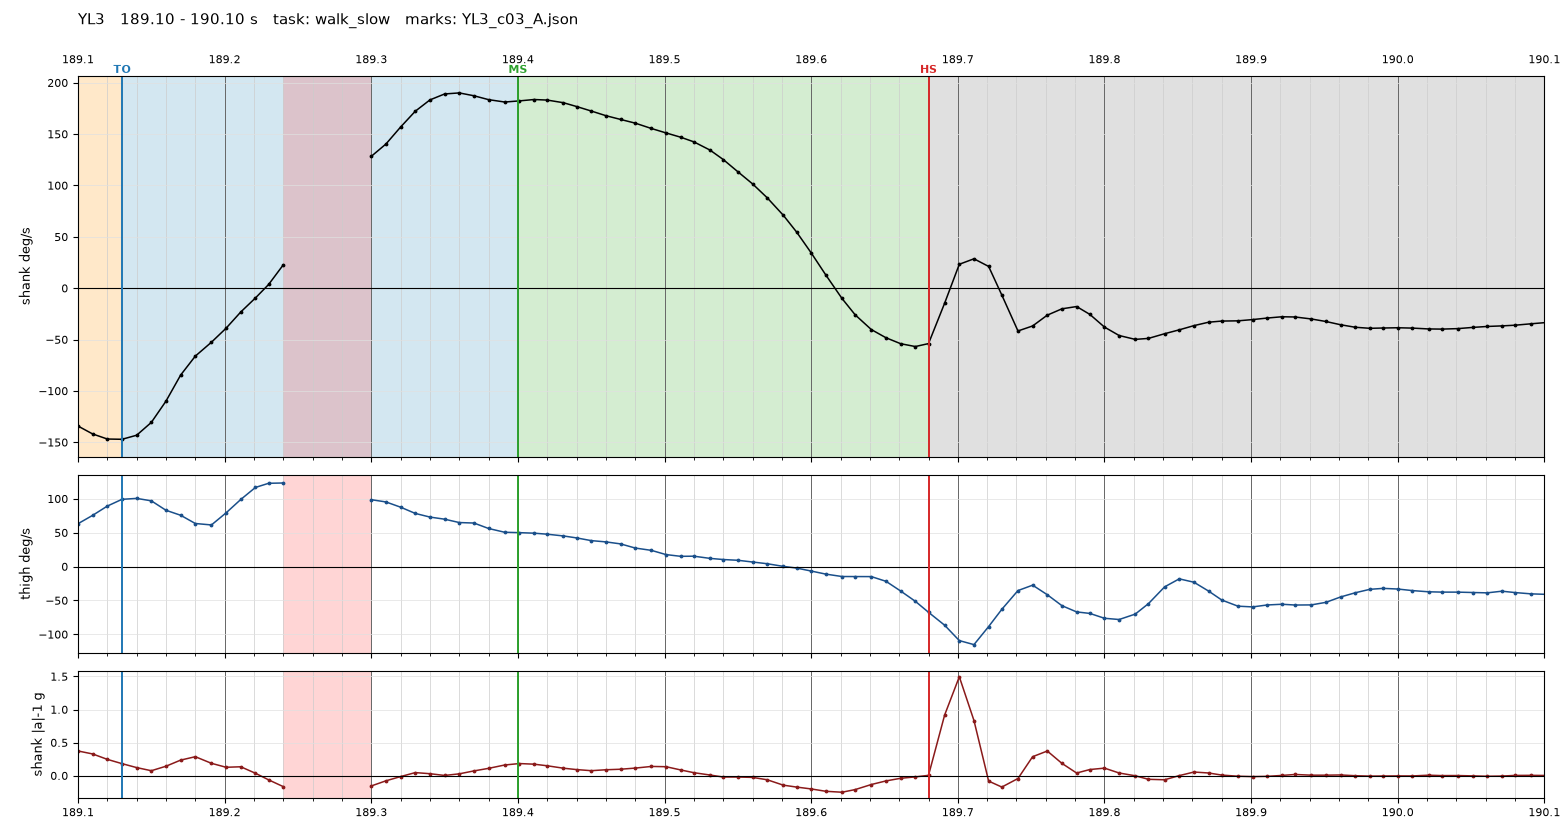 YL3 189.10 - 190.10 s task: walk_slow marks: YL3_c03_A.json
189.1 189.2 189.3 189.4 189.5 189.6 189.7 189.8 189.9 190.0 190.1
TO MS HS
shank deg/s
200
150
100
50
0
−50
−100
−150
thigh deg/s
100
50
0
−50
−100
shank |a|-1 g
1.5
1.0
0.5
0.0
189.1 189.2 189.3 189.4 189.5 189.6 189.7 189.8 189.9 190.0 190.1